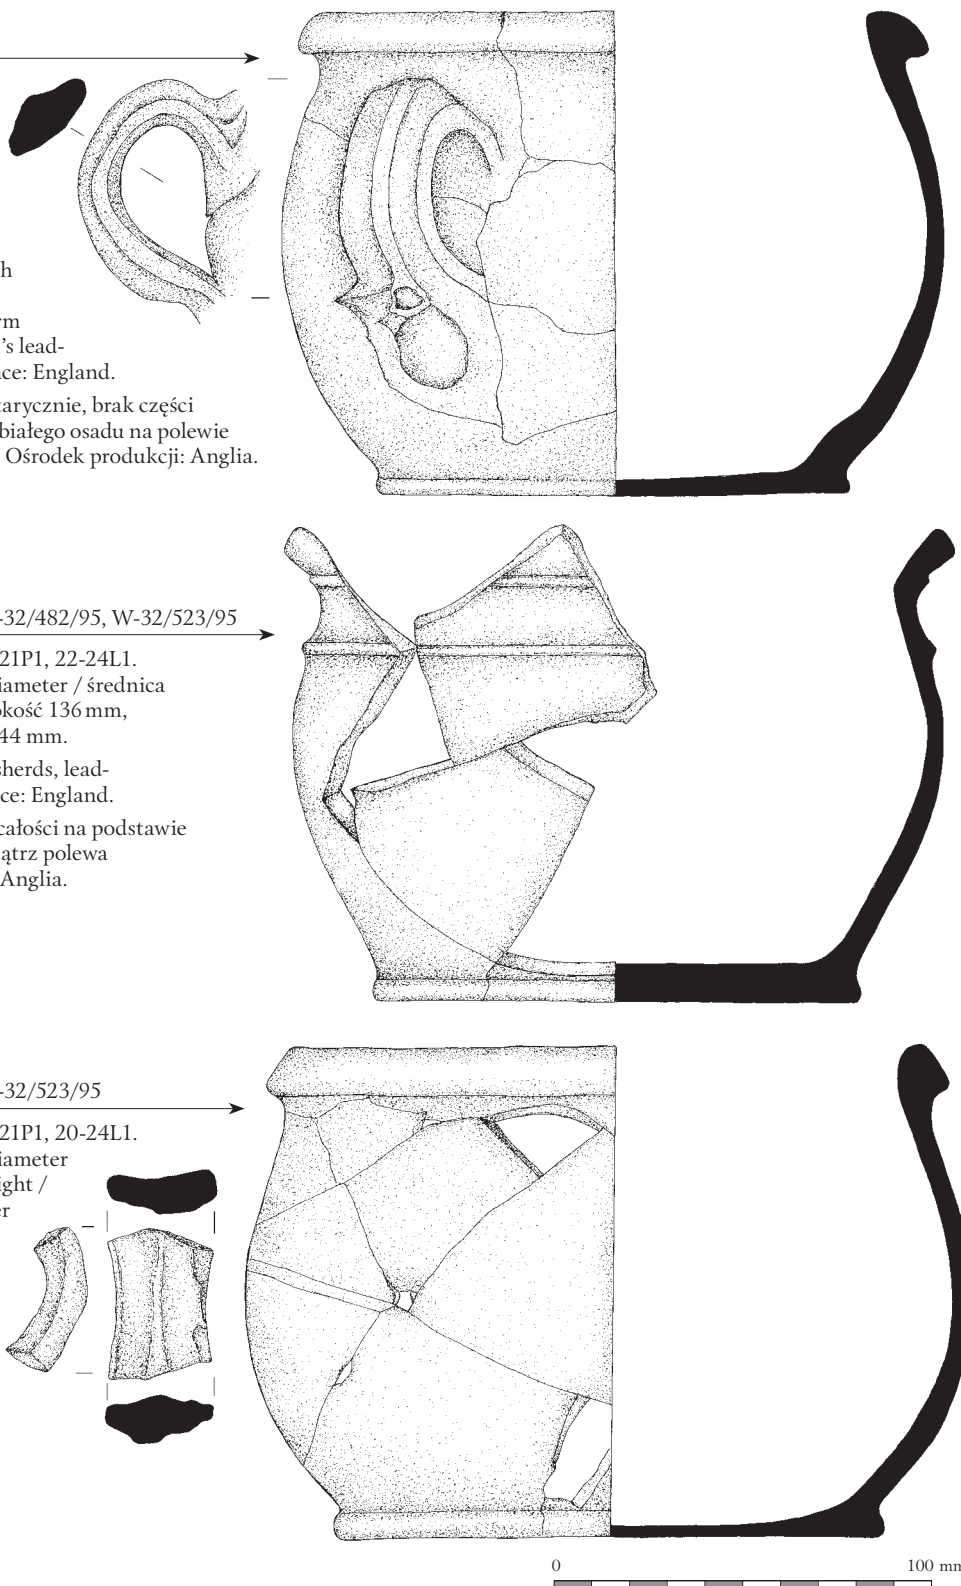 h
rm
's lead-
ce: England.
arycznie, brak części
białego osadu na polewie
Ośrodek produkcji: Anglia.
-32/482/95, W-32/523/95
21P1, 22-24L1.
iameter / średnica
okość 136 mm,
44 mm.
sherds, lead-
ce: England.
całości na podstawie
ątrz polewa
Anglia.
-32/523/95
21P1, 20-24L1.
iameter
ight /
er
0 100 mm